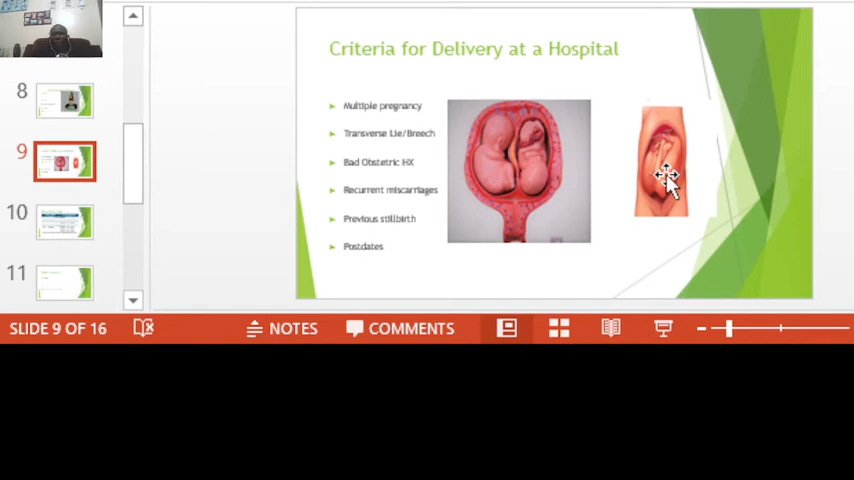 Criteria for Delivery at a Hospital
Multiple pregnancy
Transverse Lie/Breech
Bad Obstetric HX
Recurrent miscarriages
Previous stillbirth
Postdates
8
9
10
11
SLIDE 9 OF 16
NOTES
COMMENTS